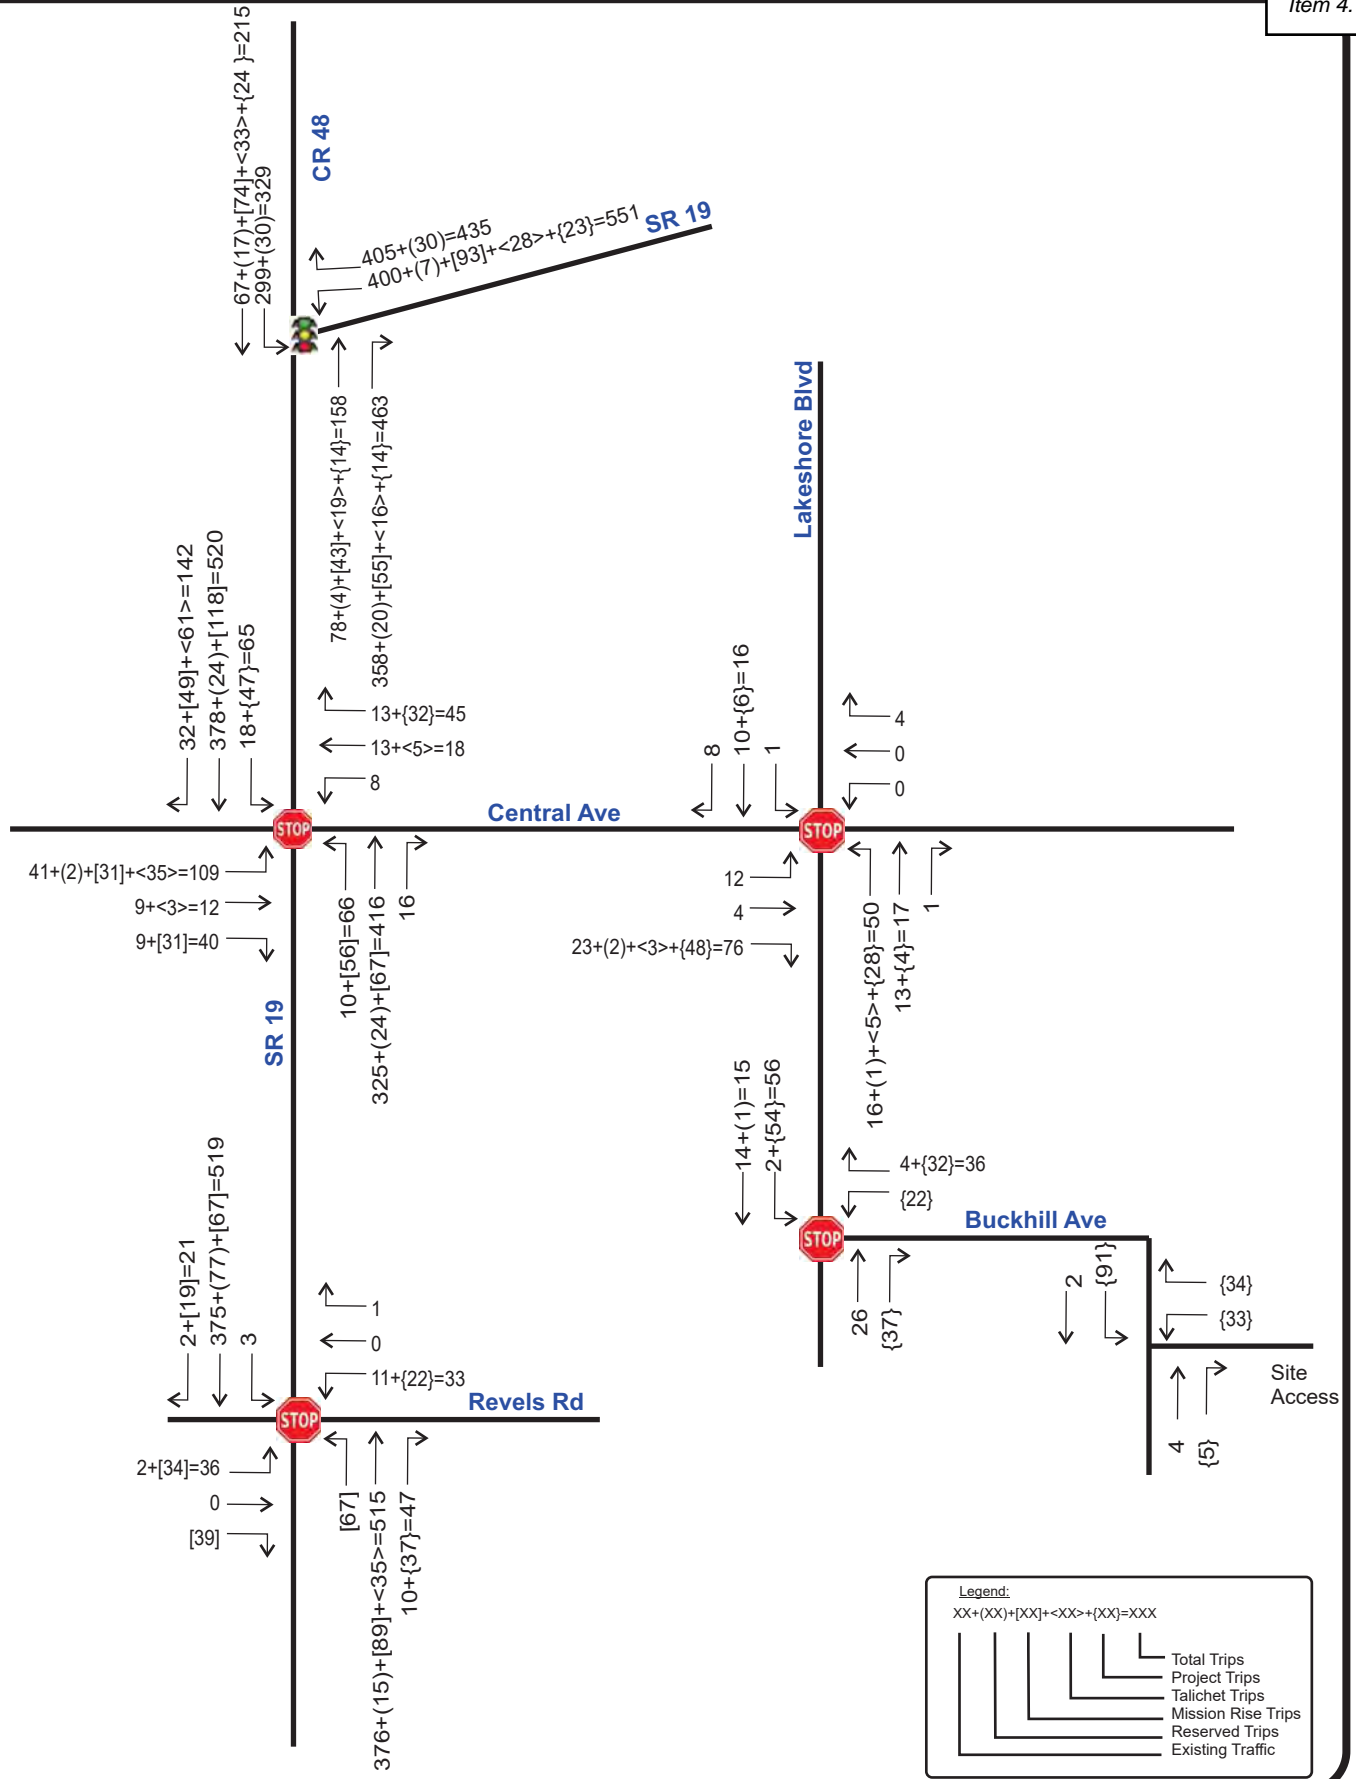 Item 4.
67+(17)+[74]+<33>+{24 }=215
299+(30)=329
CR 48
405+(30)=435
400+(7)+[93]+<28>+{23}=551
SR 19
78+(4)+[43]+<19>+{14}=158
358+(20)+[55]+<16>+{14}=463
Lakeshore Blvd
32+[49]+<61>=142
378+(24)+[118]=520
18+{47}=65
13+{32}=45
13+<5>=18
8
8
10+{6}=16
1
4
0
0
Central Ave
STOP
STOP
41+(2)+[31]+<35>=109
9+<3>=12
9+[31]=40
10+[56]=66
325+(24)+[67]=416
16
12
4
23+(2)+<3>+{48}=76
16+(1)+<5>+{28}=50
13+{4}=17
1
SR 19
14+(1)=15
2+{54}=56
4+{32}=36
{22}
Buckhill Ave
STOP
26
{37}
2
{91}
{34}
{33}
Site
Access
4
{5}
2+[19]=21
375+(77)+[67]=519
3
1
0
11+{22}=33
Revels Rd
STOP
2+[34]=36
0
[39]
[67]
376+(15)+[89]+<35>=515
10+{37}=47
Legend:
XX+(XX)+[XX]+<XX>+{XX}=XXX
Total Trips
Project Trips
Talichet Trips
Mission Rise Trips
Reserved Trips
Existing Traffic